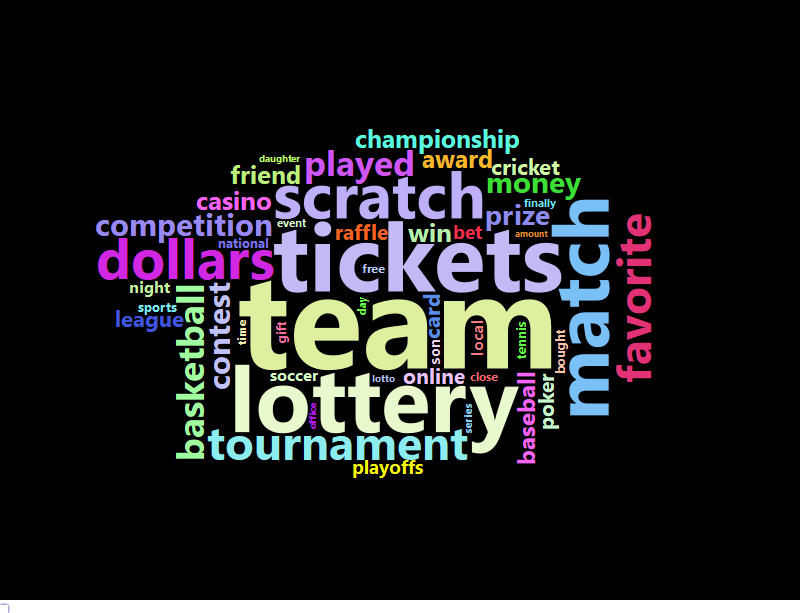 championship
daughter
played
award
cricket
friend
scratch
money
casino
finally
competition
event
prize
raffle
win
bet
amount
national
dollars
tickets
match
favorite
free
night
sports
league
basketball
contest
team
time
gift
day
card
son
local
tennis
bought
soccer
lotto
online
close
lottery
office
series
baseball
poker
tournament
playoffs